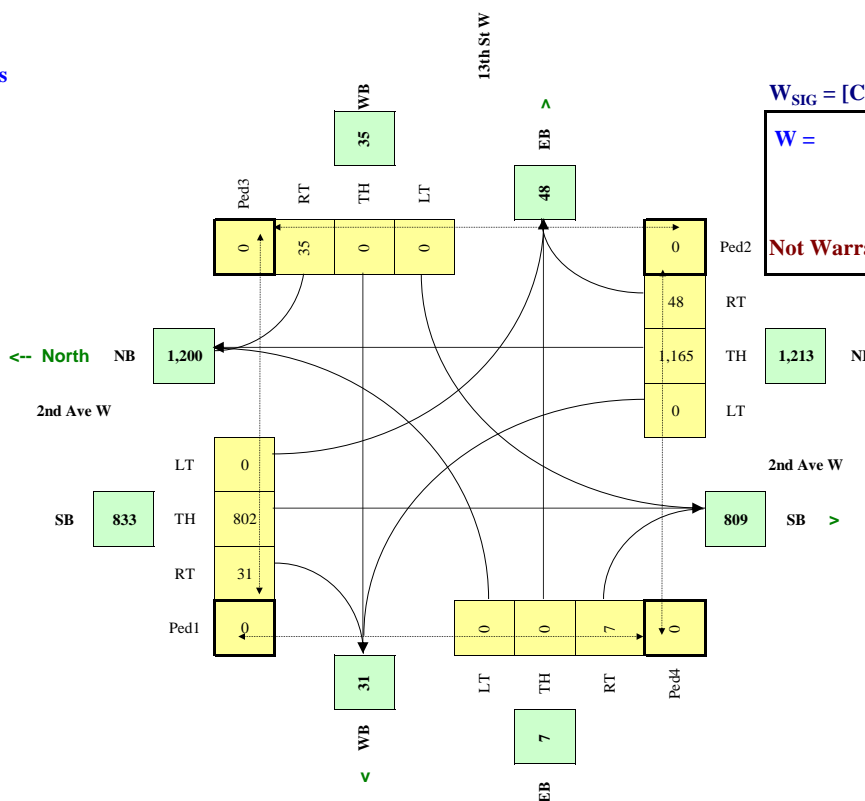 13th St W
s
W_SIG = [C
W =
Not Warra
WB
35
EB
48
Ped3
RT
TH
LT
0
35
0
0
0
Ped2
48
RT
<-- North
NB
1,200
1,165
TH
1,213
NB
0
LT
2nd Ave W
2nd Ave W
LT
0
SB
833
TH
802
809
SB
>
RT
31
Ped1
0
0
0
7
0
31
LT
TH
RT
Ped4
WB
7
v
EB